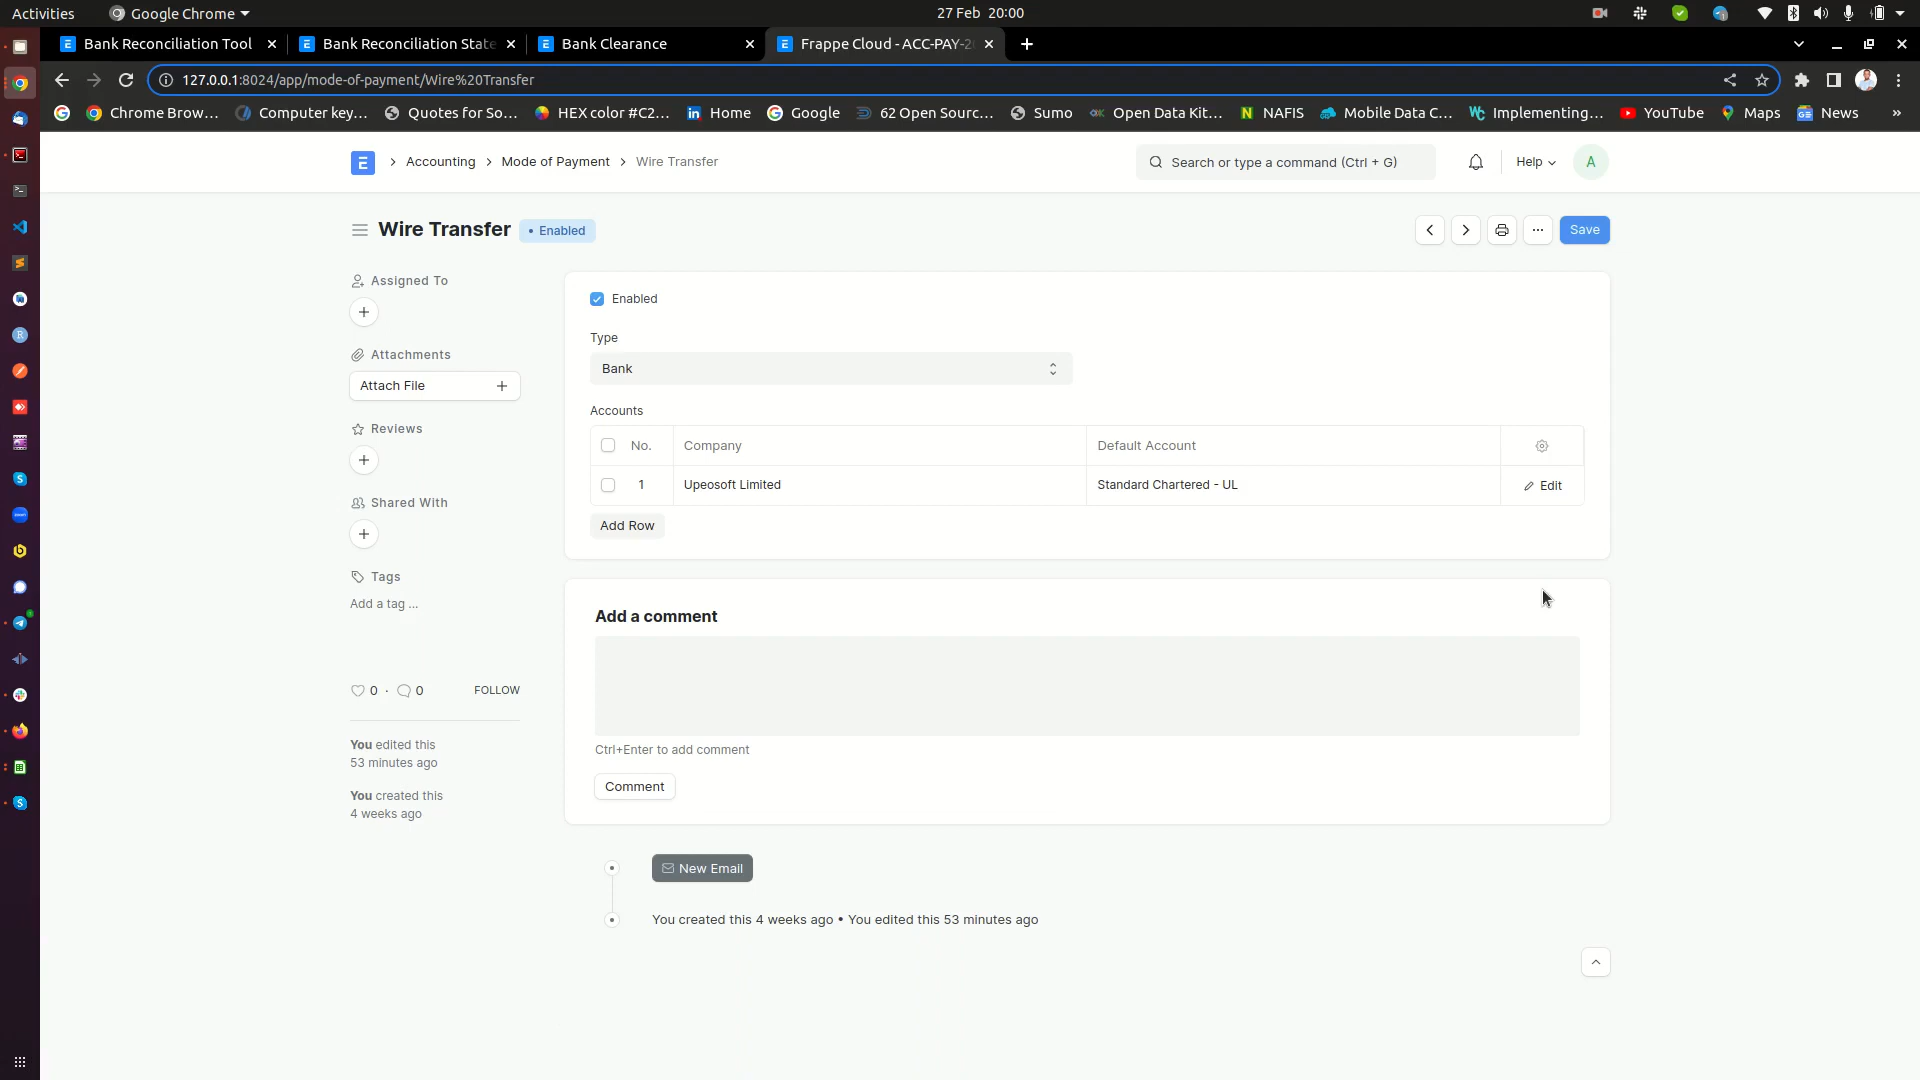 Activities
Google Chrome
27 Feb 20:00
Bank Reconciliation Tool
Bank Reconciliation State
Bank Clearance
Frappe Cloud - ACC-PAY-2
127.0.0.1:8024/app/mode-of-payment/Wire%20Transfer
Chrome Brow...
Computer key...
Quotes for So...
HEX color #C2...
Home
Google
62 Open Sourc...
Sumo
Open Data Kit...
NAFIS
Mobile Data C...
Implementing...
YouTube
Maps
News
»
E
Accounting
Mode of Payment
Wire Transfer
Search or type a command (Ctrl + G)
Help
A
Wire Transfer
• Enabled
Save
Assigned To
Attachments
Attach File
Reviews
Shared With
Tags
Add a tag ...
0 · 0
FOLLOW
You edited this
53 minutes ago
You created this
4 weeks ago
Enabled
Type
Bank
Accounts
No. Company Default Account
1 Upeosoft Limited Standard Chartered - UL Edit
Add Row
Add a comment
Ctrl+Enter to add comment
Comment
New Email
You created this 4 weeks ago • You edited this 53 minutes ago